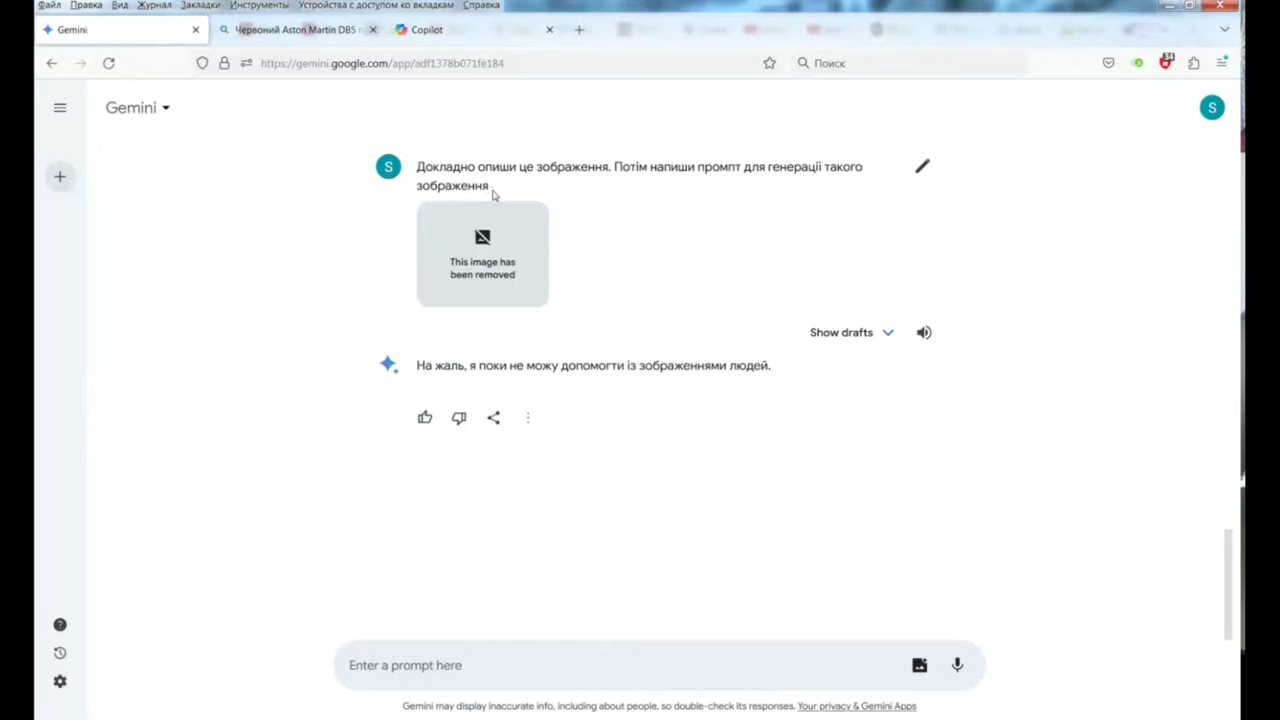 Файл Правка Вид Журнал Закладки Инструменты Устройства с доступом ко вкладкам Справка
Gemini
Червоний Aston Martin DB5
Copilot
https://gemini.google.com/app/adf1378b071fe184
Поиск
34
Gemini
S
S
Докладно опиши це зображення. Потім напиши промпт для генерації такого
зображення
This image has
been removed
Show drafts
На жаль, я поки не можу допомогти із зображеннями людей.
Enter a prompt here
Gemini may display inaccurate info, including about people, so double-check its responses. Your privacy & Gemini Apps